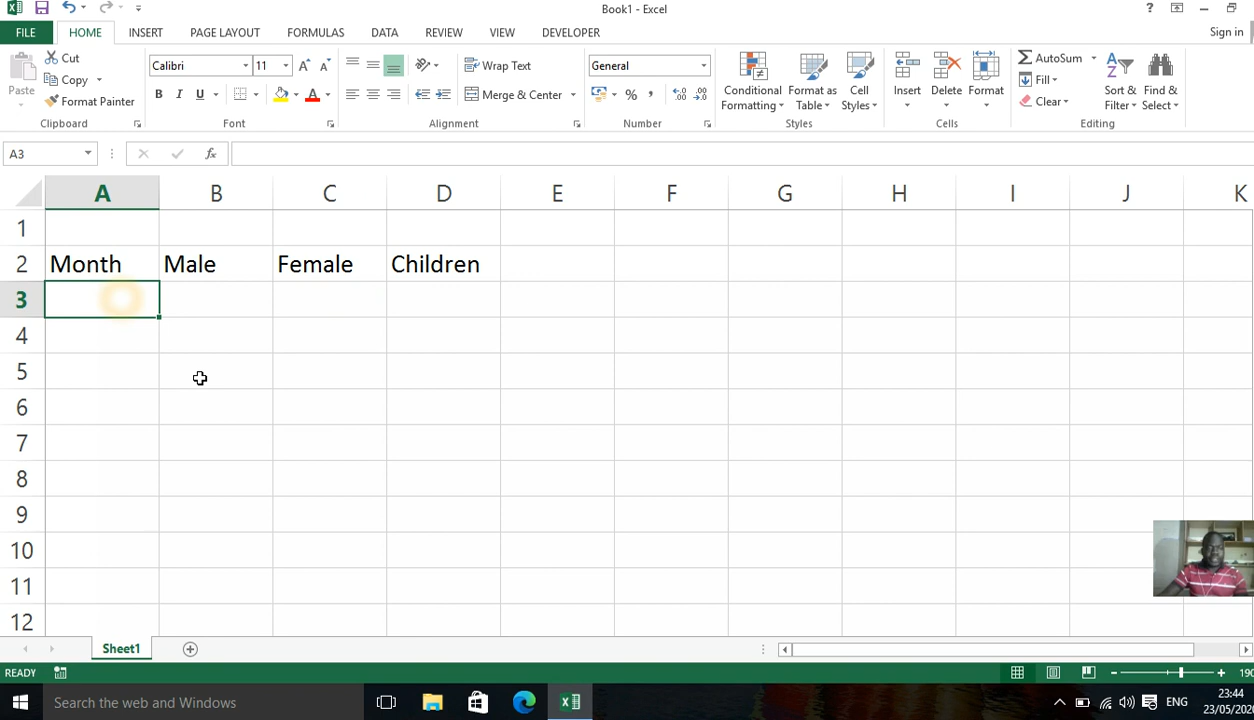 Book1 - Excel
FILE HOME INSERT PAGE LAYOUT FORMULAS DATA REVIEW VIEW DEVELOPER Sign in
Paste Cut Copy Format Painter
Clipboard
Calibri 11 B I U
Font
Wrap Text Merge & Center
Alignment
General
Number
Conditional Formatting Format as Table Cell Styles
Styles
Insert Delete Format
Cells
AutoSum Fill Clear Sort & Filter Find & Select
Editing
A3 fx
A B C D E F G H I J K
1
2 Month Male Female Children
3
4
5
6
7
8
9
10
11
12
Sheet1
READY
Search the web and Windows
ENG
23:44